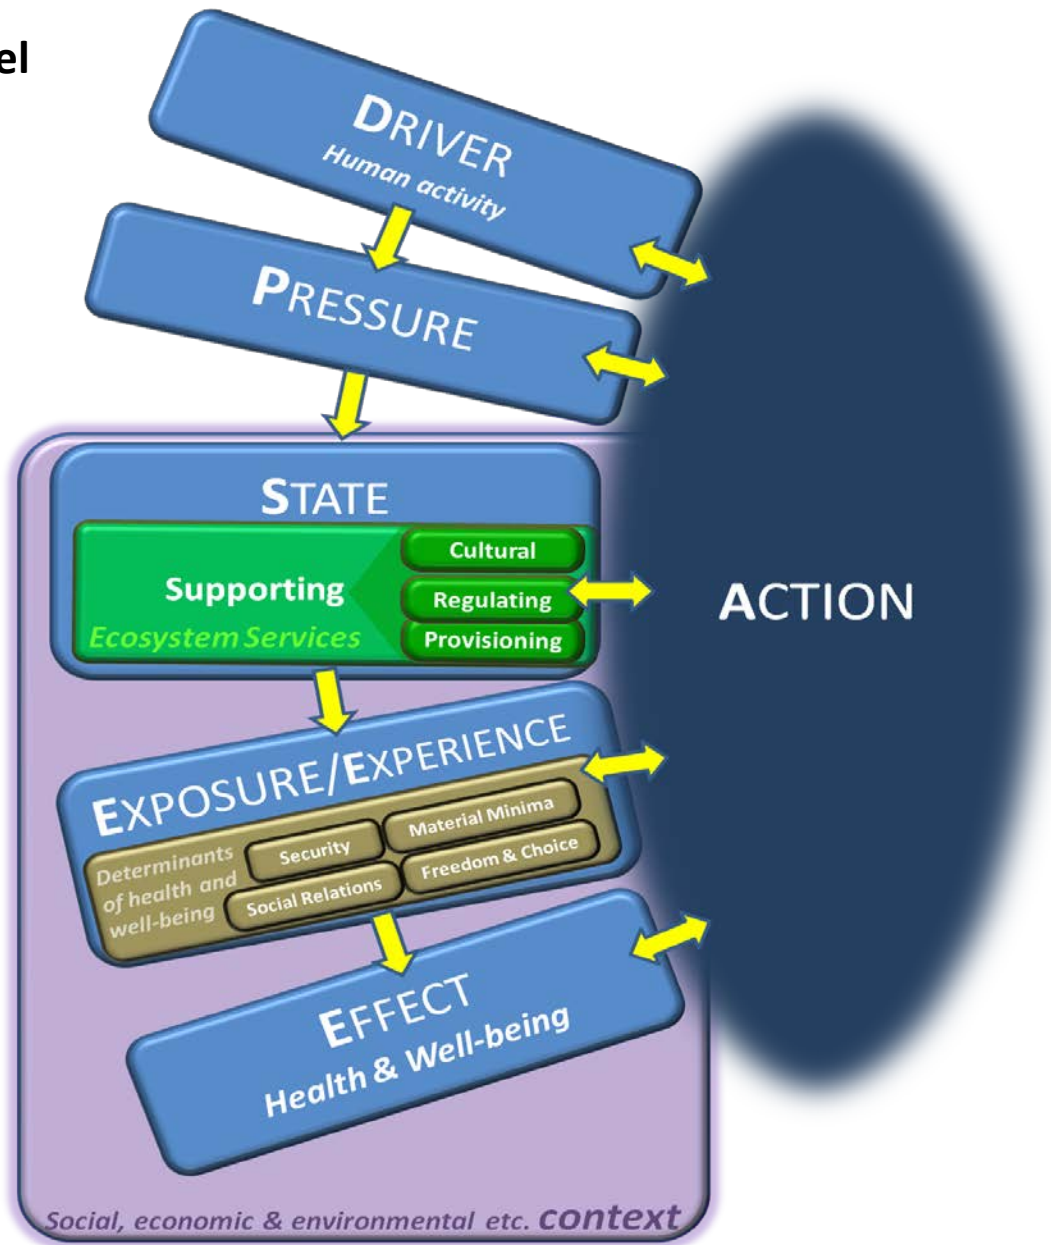 el
DRIVER
Human activity
PRESSURE
STATE
Cultural
Supporting
Regulating
Ecosystem Services
Provisioning
ACTION
EXPOSURE/EXPERIENCE
Determinants
of health and
well-being
Security
Material Minima
Social Relations
Freedom & Choice
EFFECT
Health & Well-being
Social, economic & environmental etc. context